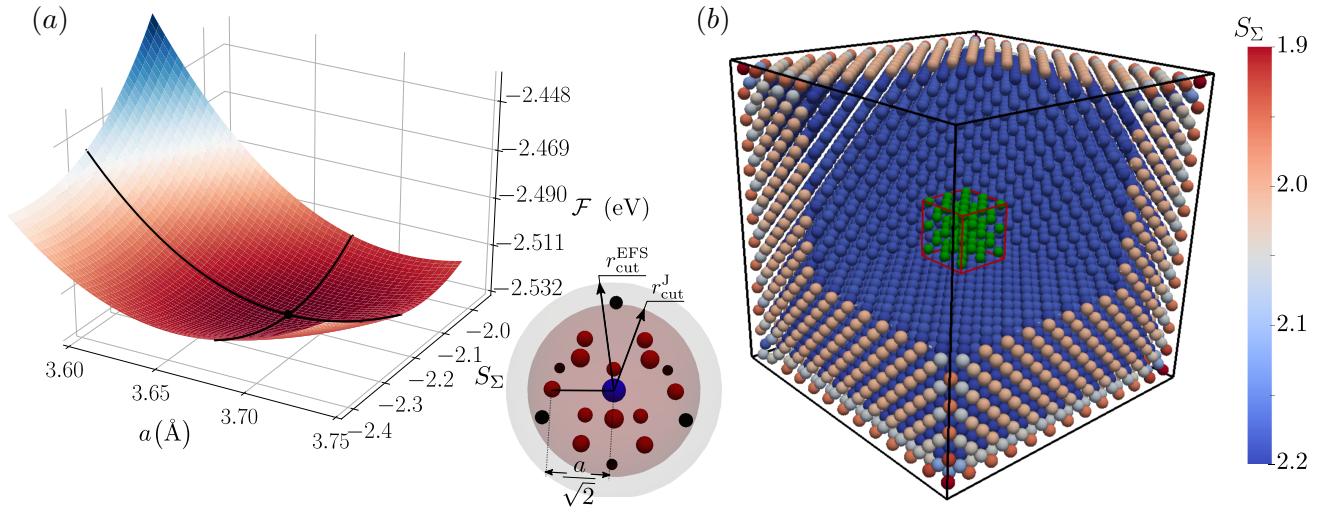 (a)
−2.448
−2.469
−2.490
−2.511
−2.532
ℱ (eV)
−2.0
−2.1
−2.2
−2.3
−2.4
S_Σ
3.60
3.65
3.70
3.75
a(Å)
r_cut^EFS
r_cut^J
a
√2
(b)
S_Σ
1.9
2.0
2.1
2.2